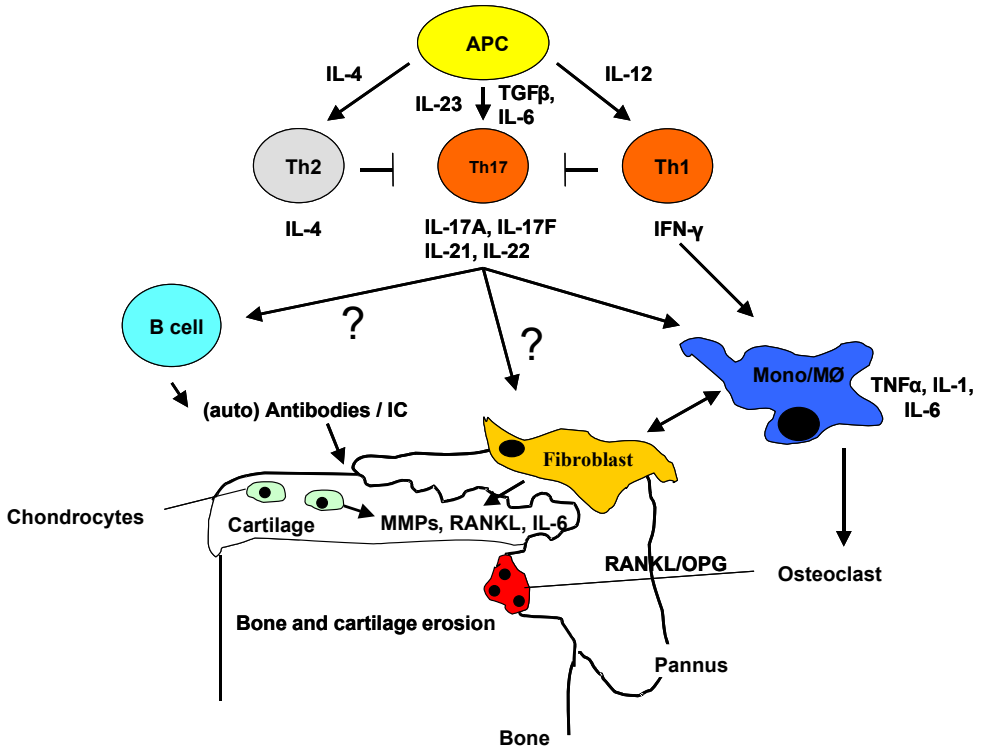 APC
IL-4
IL-12
IL-23
TGFβ,
IL-6
Th2
Th17
Th1
IL-4
IL-17A, IL-17F
IL-21, IL-22
IFN-γ
B cell
?
?
Mono/MØ
TNFα, IL-1,
IL-6
(auto) Antibodies / IC
Fibroblast
Chondrocytes
Cartilage
MMPs, RANKL, IL-6
RANKL/OPG
Osteoclast
Bone and cartilage erosion
Pannus
Bone